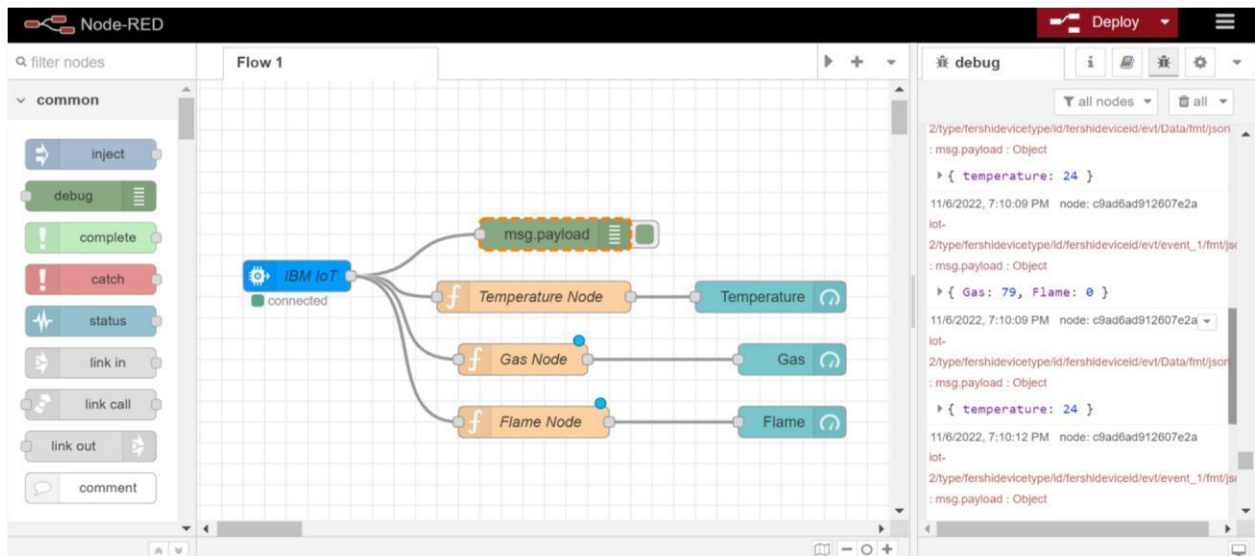 Node-RED
Deploy
filter nodes
Flow 1
debug
i
common
all nodes
all
inject
debug
complete
catch
status
link in
link call
link out
comment
msg.payload
IBM IoT
connected
Temperature Node
Temperature
Gas Node
Gas
Flame Node
Flame
2/type/fershidevicetype/id/fershideviceid/evt/Data/fmt/json
: msg.payload : Object
{ temperature: 24 }
11/6/2022, 7:10:09 PM node: c9ad6ad912607e2a
iot-
2/type/fershidevicetype/id/fershideviceid/evt/event_1/fmt/jso
: msg.payload : Object
{ Gas: 79, Flame: 0 }
11/6/2022, 7:10:09 PM node: c9ad6ad912607e2a
iot-
2/type/fershidevicetype/id/fershideviceid/evt/Data/fmt/json
: msg.payload : Object
{ temperature: 24 }
11/6/2022, 7:10:12 PM node: c9ad6ad912607e2a
iot-
2/type/fershidevicetype/id/fershideviceid/evt/event_1/fmt/jso
: msg.payload : Object